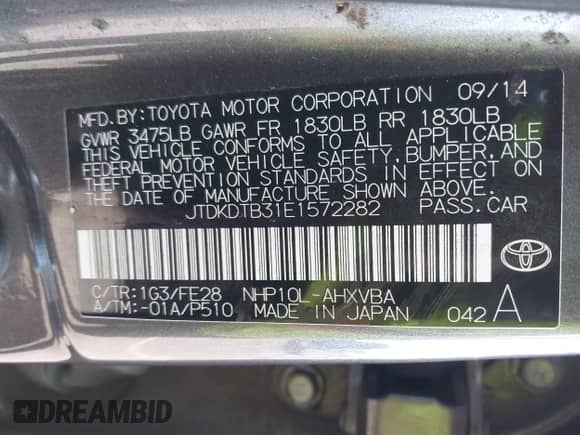 MFD.BY:TOYOTA MOTOR CORPORATION 09/14
GVWR 3475LB GAWR FR 1830LB RR 1830LB
THIS VEHICLE CONFORMS TO ALL APPLICABLE
FEDERAL MOTOR VEHICLE SAFETY,BUMPER,AND
THEFT PREVENTION STANDARDS IN EFFECT ON
THE DATE OF MANUFACTURE SHOWN ABOVE.
JTDKDTB31E1572282 PASS.CAR
C/TR:1G3/FE28 NHP10L-AHXVBA
A/TM:-01A/P510 MADE IN JAPAN 042 A
DREAMBID